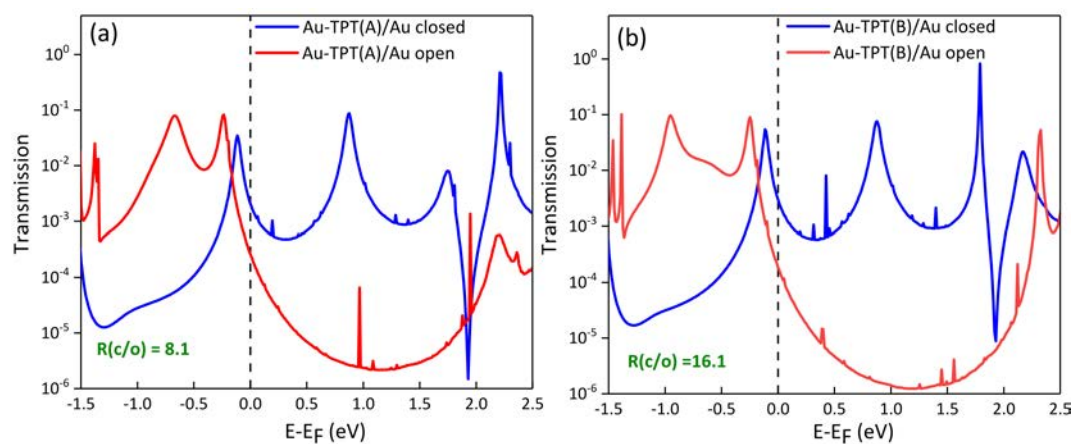 (a)
Au-TPT(A)/Au closed
Au-TPT(A)/Au open
Transmission
10^0
10^-1
10^-2
10^-3
10^-4
10^-5
10^-6
R(c/o) = 8.1
-1.5 -1.0 -0.5 0.0 0.5 1.0 1.5 2.0 2.5
E-E_F (eV)
(b)
Au-TPT(B)/Au closed
Au-TPT(B)/Au open
Transmission
10^0
10^-1
10^-2
10^-3
10^-4
10^-5
10^-6
R(c/o) =16.1
-1.5 -1.0 -0.5 0.0 0.5 1.0 1.5 2.0 2.5
E-E_F (eV)